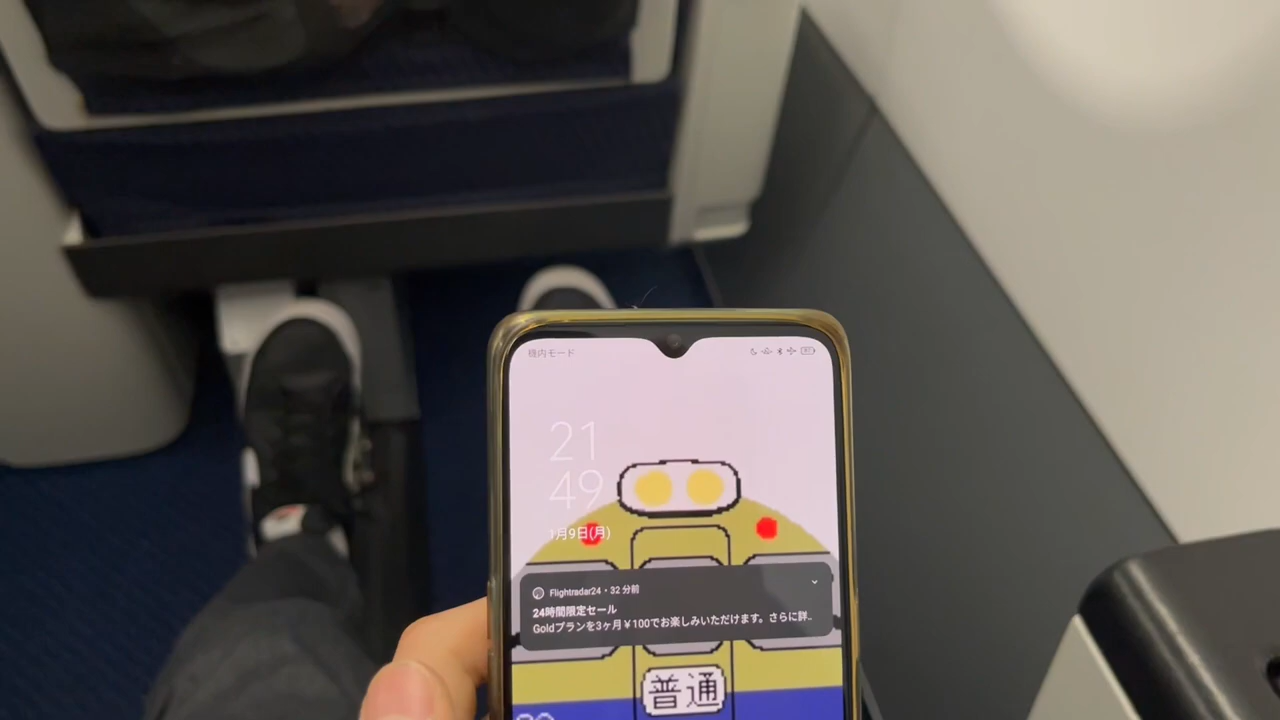 機内モード
21
49
1月9日(月)
Flightradar24・32 分前
24時間限定セール
Goldプランを3ヶ月￥100でお楽しみいただけます。さらに詳..
普通